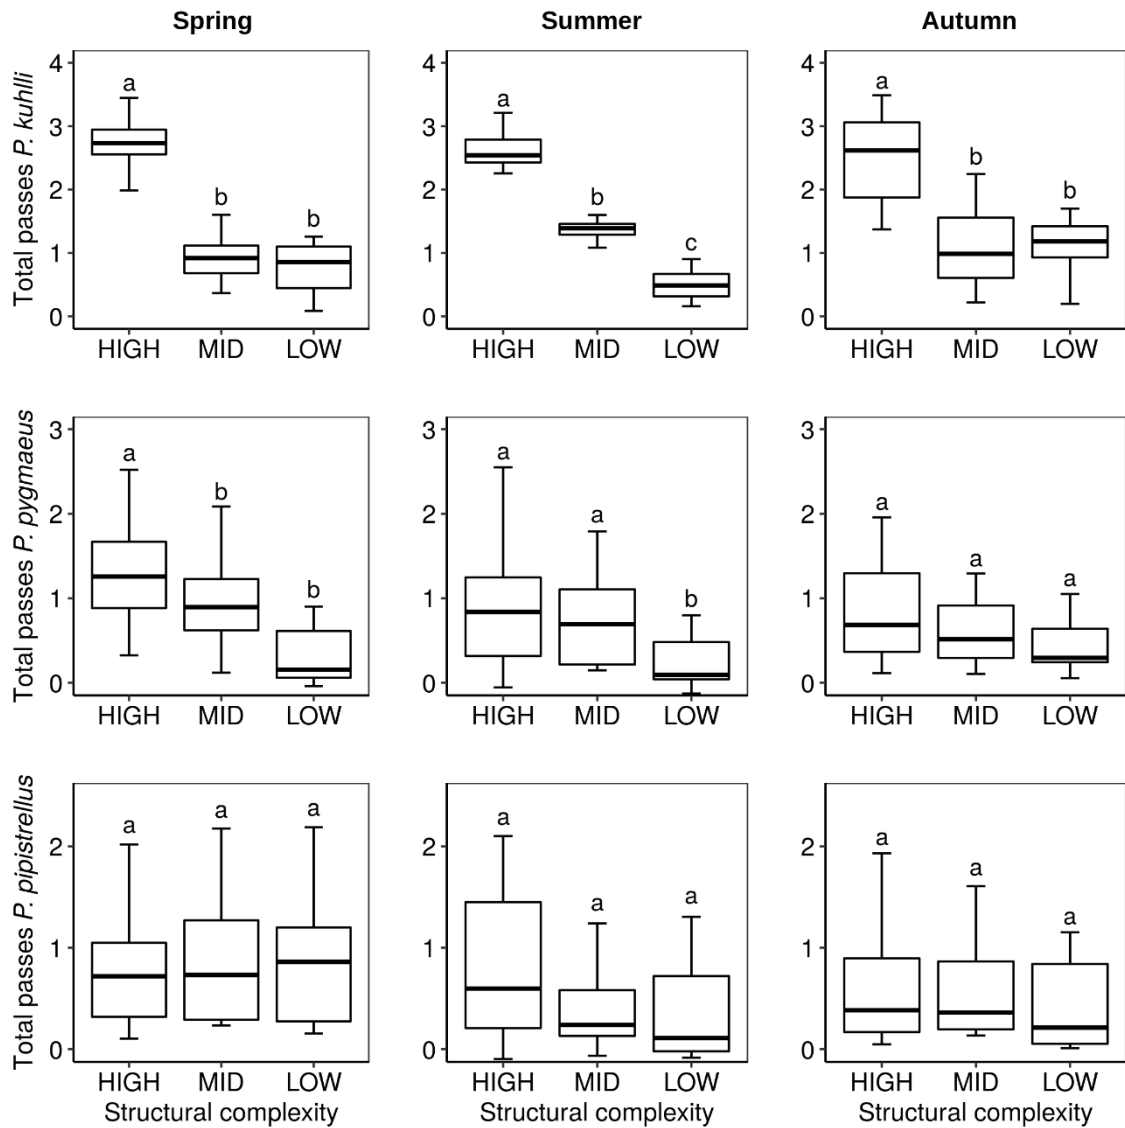 Spring Summer Autumn
Total passes P. kuhlli
4
3
2
1
0
a
b
b
HIGH MID LOW
4
3
2
1
0
a
b
c
HIGH MID LOW
4
3
2
1
0
a
b
b
HIGH MID LOW
Total passes P. pygmaeus
3
2
1
0
a
b
b
HIGH MID LOW
3
2
1
0
a
a
b
HIGH MID LOW
3
2
1
0
a
a
a
HIGH MID LOW
Total passes P. pipistrellus
2
1
0
a
a
a
HIGH MID LOW
Structural complexity
2
1
0
a
a
a
HIGH MID LOW
Structural complexity
2
1
0
a
a
a
HIGH MID LOW
Structural complexity